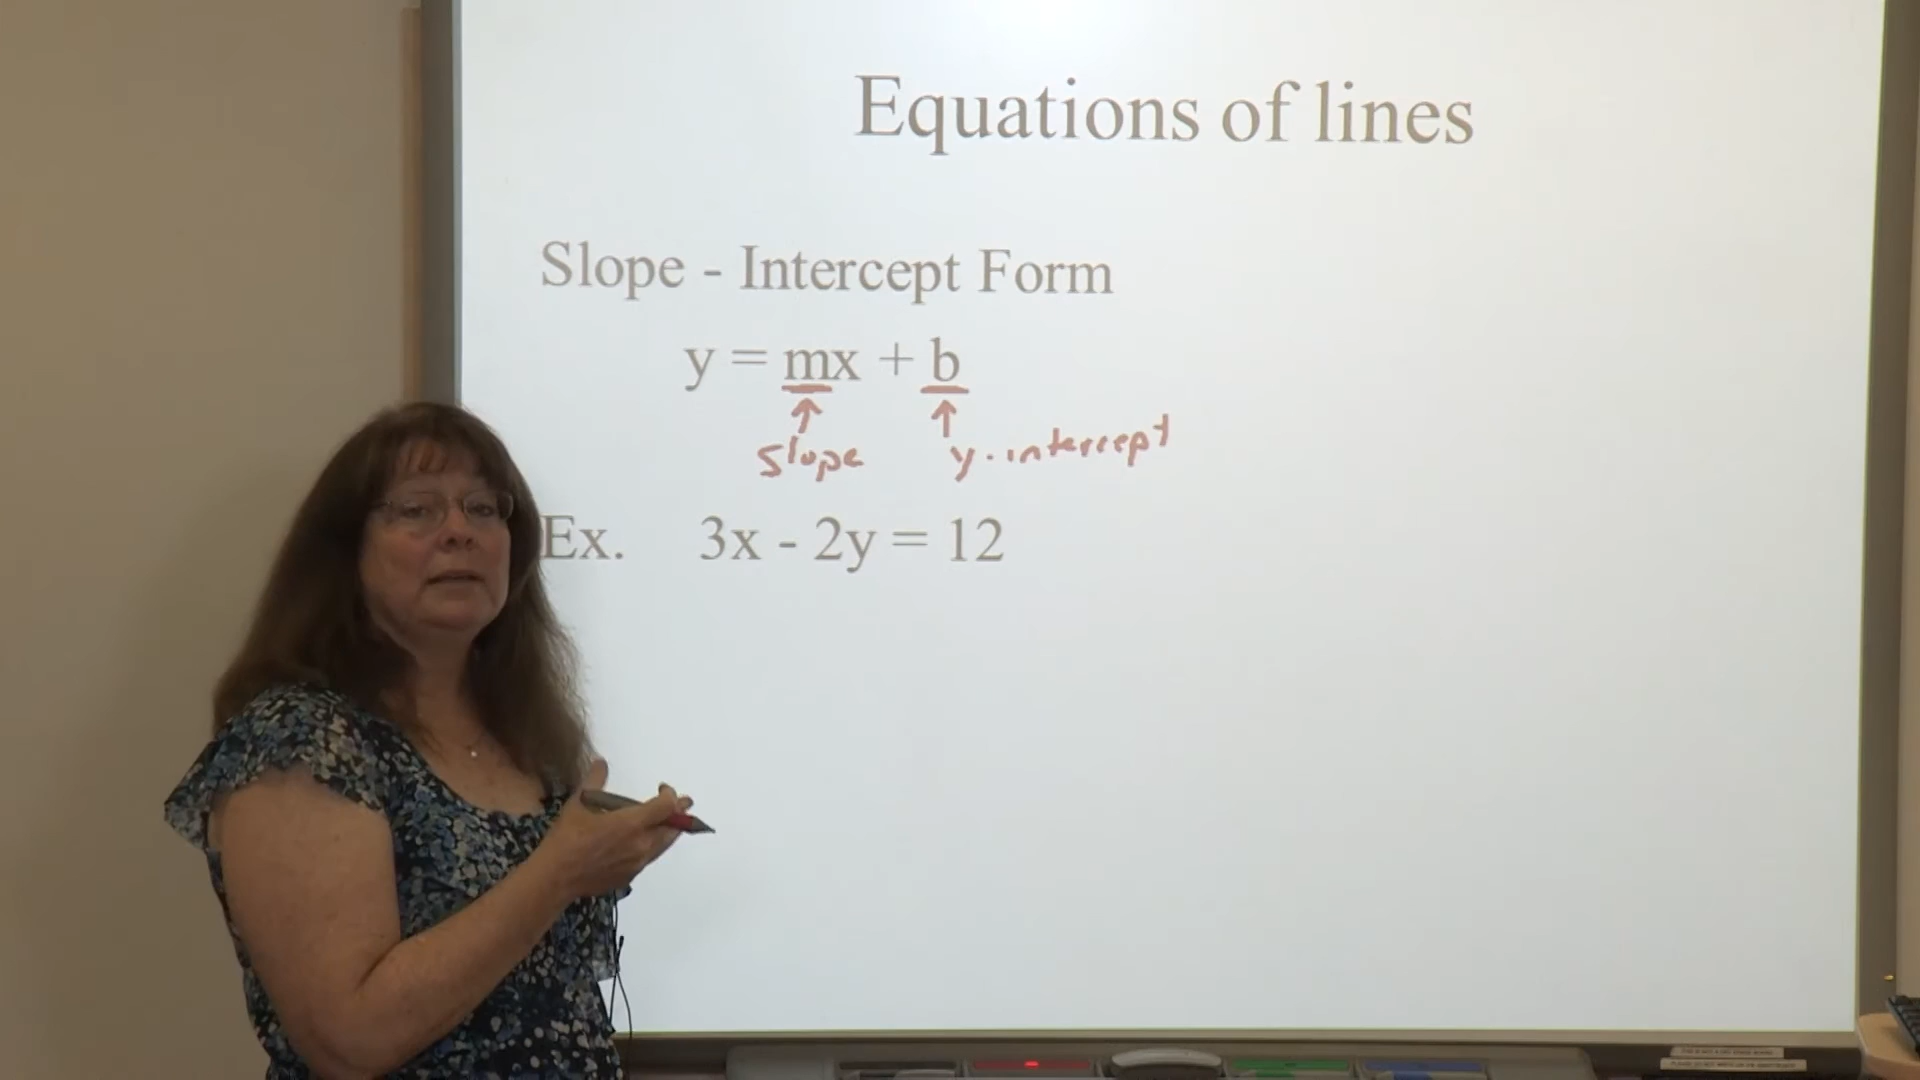 Equations of lines
Slope - Intercept Form
y = mx + b
slope y-intercept
Ex. 3x - 2y = 12